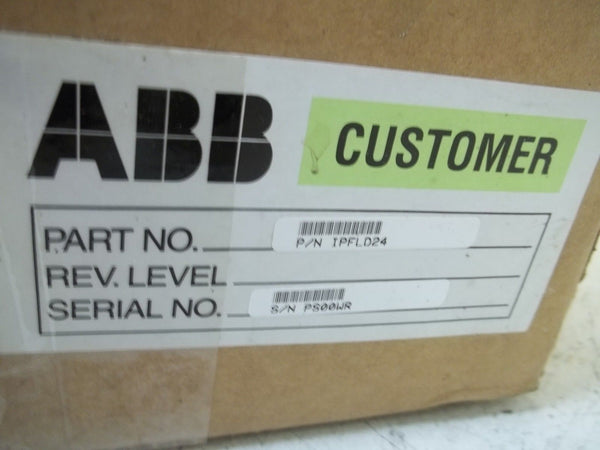 ABB CUSTOMER
PART NO. P/N IPFLD24
REV. LEVEL
SERIAL NO. S/N PS00WR